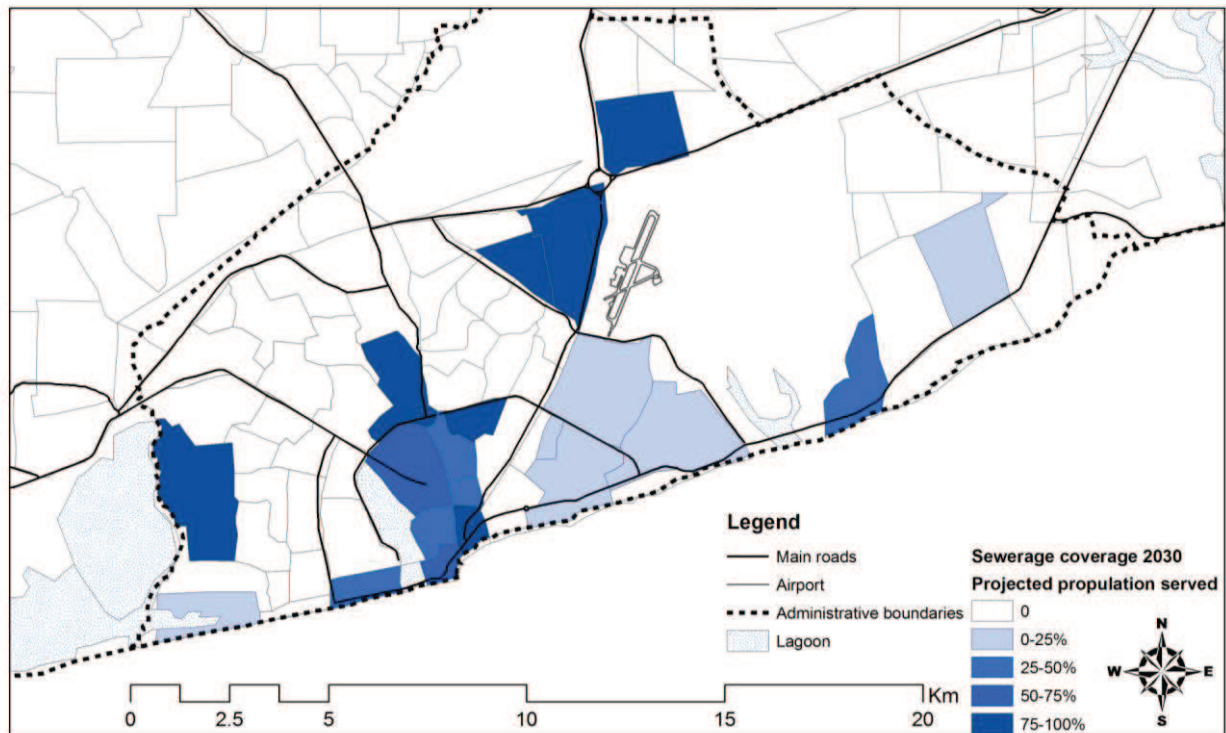 Legend
Main roads
Airport
Administrative boundaries
Lagoon
Sewerage coverage 2030
Projected propulation served
0
0-25%
25-50%
50-75%
75-100%
N
W E
S
Km
0 2.5 5 10 15 20